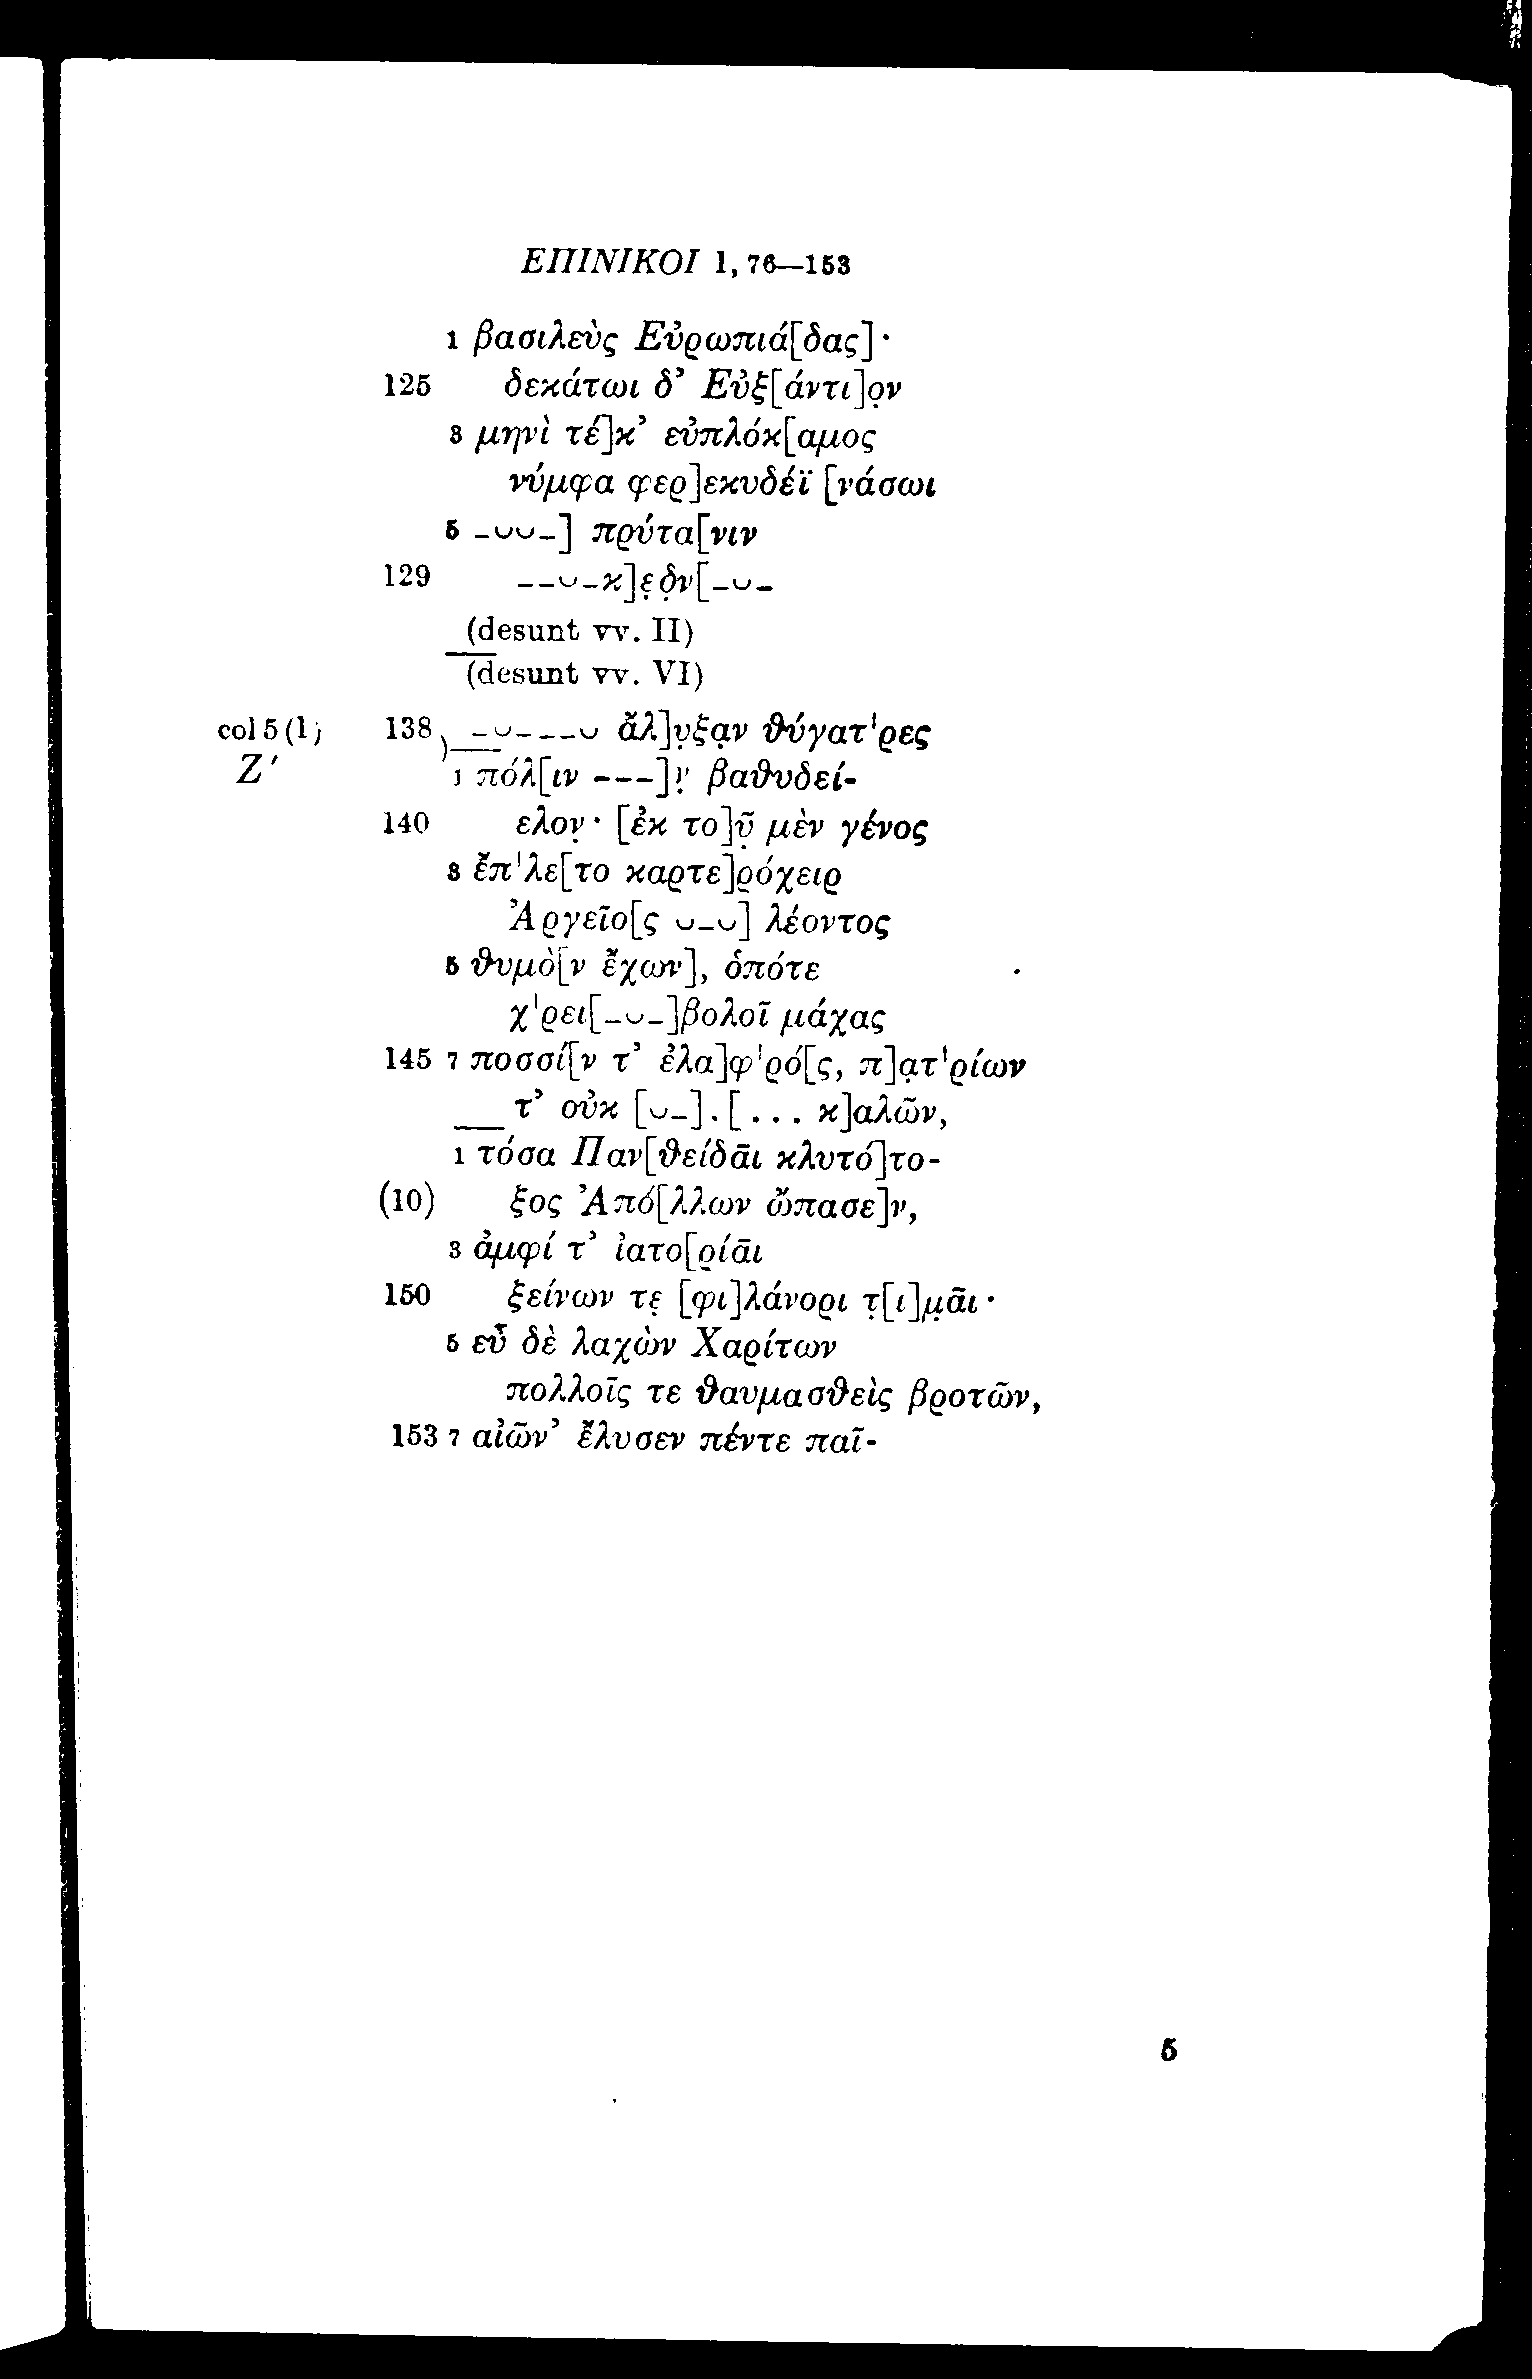 ΕΠΙΝΙΚΟΙ 1, 76—153
1 βασιλεὺς Εὐρωπιά[δας]·
125 δεκάτωι δ’ Εὐξ[άντι]ο̣ν
3 μηνὶ τέ]κ’ εὐπλόκ[αμος
νύμφα φερ]εκυδέϊ [νάσωι
5 –⏑⏑–] πρύτα[νιν
129 ––⏑–κ]ε̣δ̣ν[–⏑–
(desunt vv. II)
(desunt vv. VI)
col 5 (1) 138 –⏑–––⏑ ἄλ]υ̣ξα̣ν θύγατ'ρες
Ζ′ 1 πόλ[ιν –––]ν̣ βαθυδεί-
140 ελον̣· [ἐκ το]ῦ̣ μὲν γένος
3 ἔπ'λε[το καρτε]ρόχειρ
Ἀργεῖο[ς ⏑–⏑] λέοντος
5 θυμὸ[ν ἔχων], ὁπότε
χ'ρει[–⏑–]βολοῖ μάχας
145 7 ποσσί[ν τ’ ἐλα]φ'ρό[ς, π]α̣τ'ρίων
τ’ οὐκ [⏑–].[... κ]αλῶν,
1 τόσα Παν[θείδᾱι κλυτό]το-
(10) ξος Ἀπό[λλων ὤπασε]ν,
3 ἀμφί τ’ ἰατο[ρίᾱι
150 ξείνων τε̣ [φι]λάνορι τ̣[ι]μ̣ᾶι·
5 εὖ δὲ λαχὼν Χαρίτων
πολλοῖς τε θαυμασθεὶς βροτῶν,
153 7 αἰῶν’ ἔλυσεν πέντε παῖ-
5